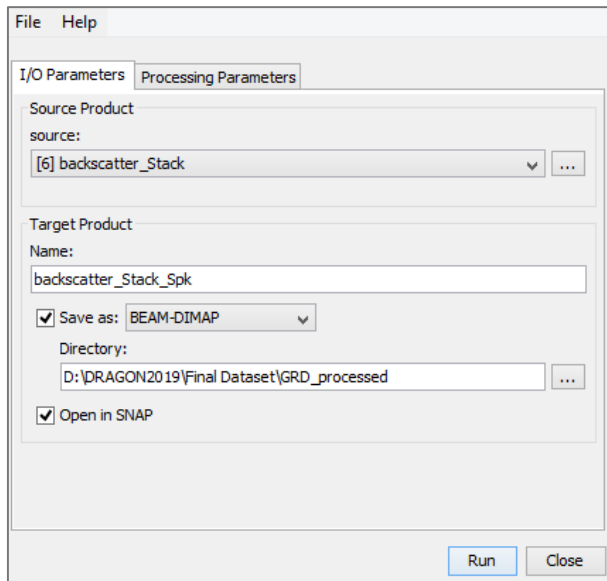 File Help
I/O Parameters Processing Parameters
Source Product
source:
[6] backscatter_Stack ...
Target Product
Name:
backscatter_Stack_Spk
Save as: BEAM-DIMAP
Directory:
D:\DRAGON2019\Final Dataset\GRD_processed ...
Open in SNAP
Run Close